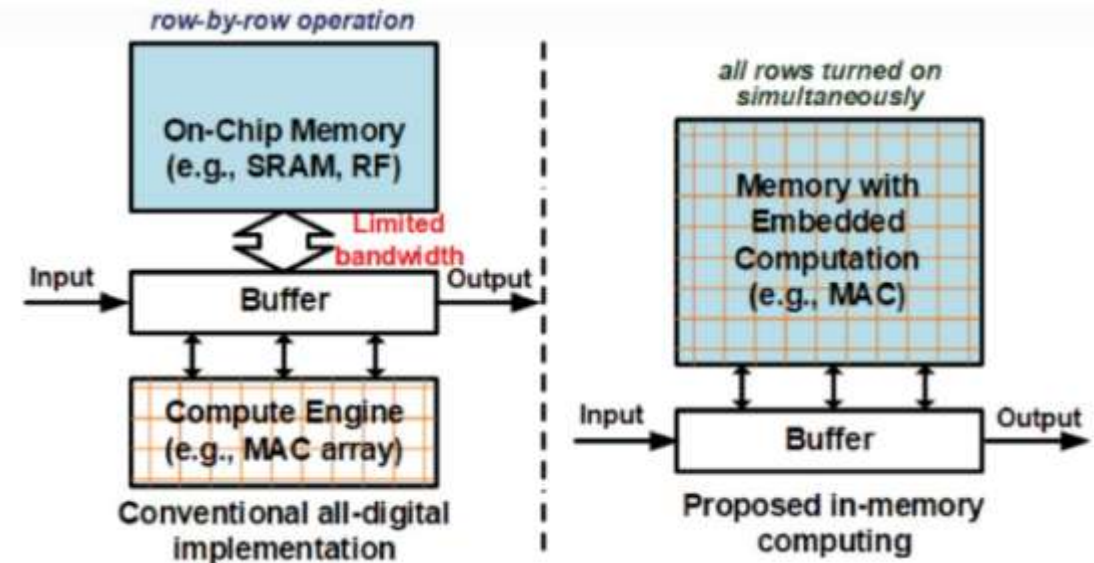 row-by-row operation
On-Chip Memory
(e.g., SRAM, RF)
Limited
bandwidth
Input
Buffer
Output
Compute Engine
(e.g., MAC array)
Conventional all-digital
implementation
all rows turned on
simultaneously
Memory with
Embedded
Computation
(e.g., MAC)
Input
Buffer
Output
Proposed in-memory
computing